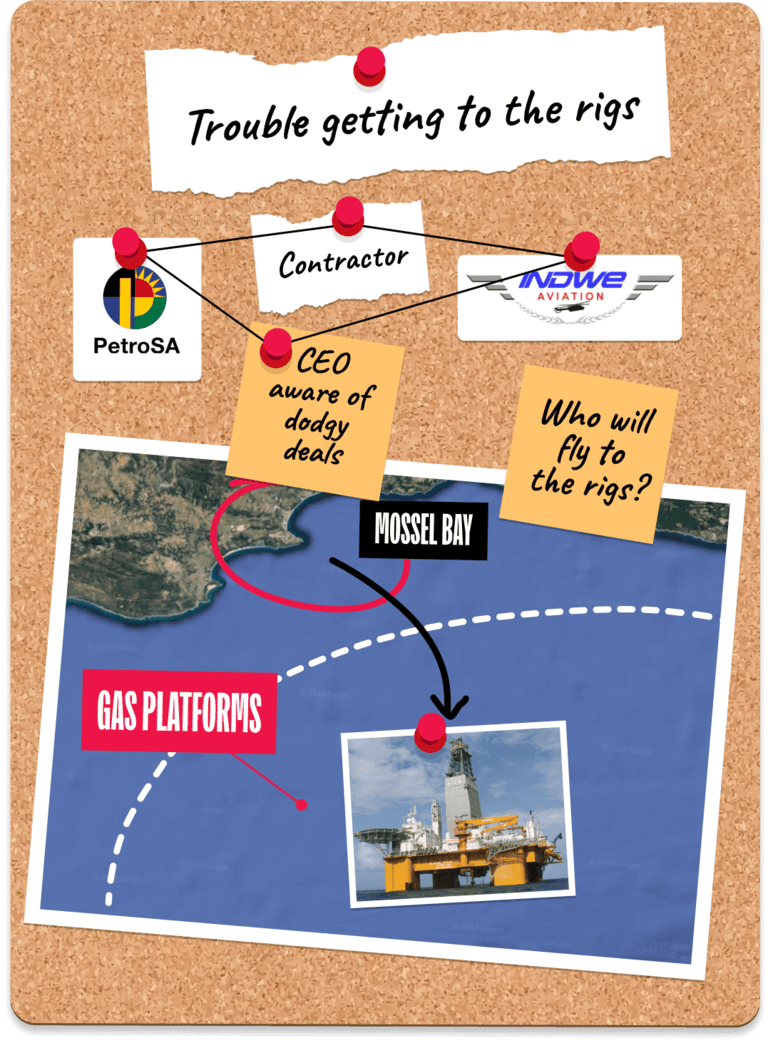 Trouble getting to the rigs
Contractor
PetroSA
INDWE
AVIATION
CEO
aware of
dodgy
deals
Who will
fly to
the rigs?
MOSSEL BAY
GAS PLATFORMS